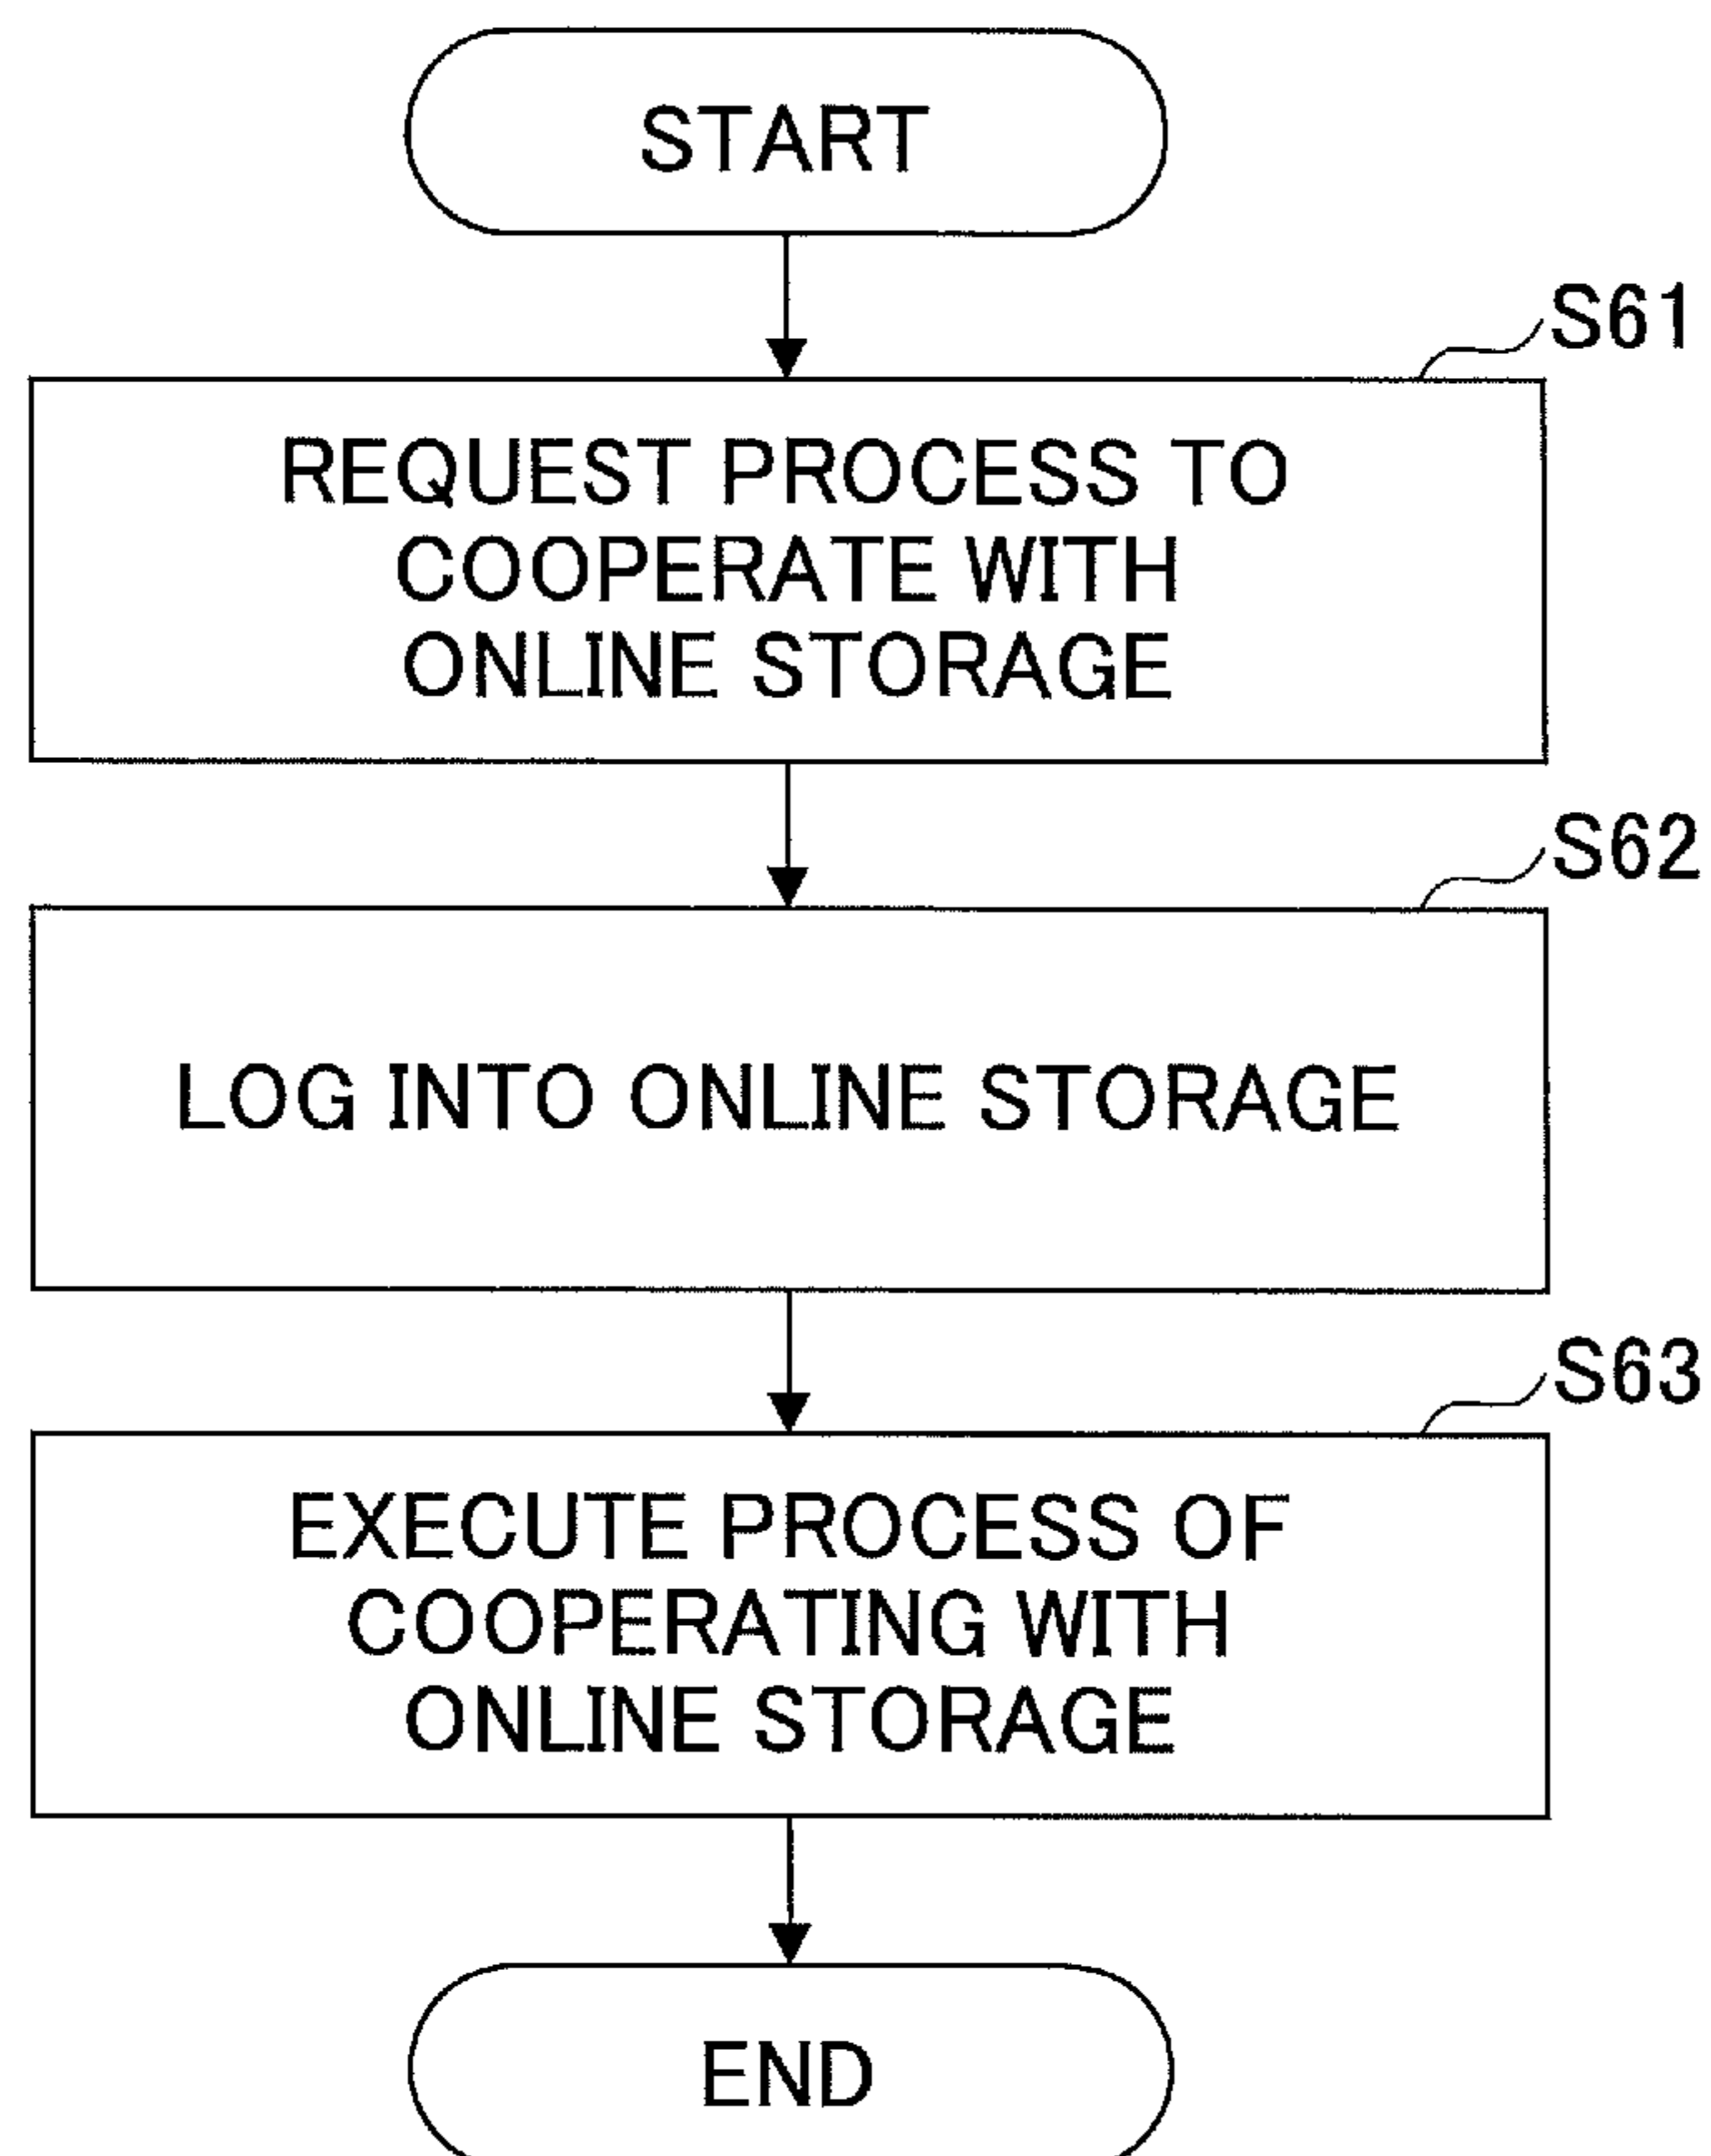 START
S61
REQUEST PROCESS TO
COOPERATE WITH
ONLINE STORAGE
S62
LOG INTO ONLINE STORAGE
S63
EXECUTE PROCESS OF
COOPERATING WITH
ONLINE STORAGE
END